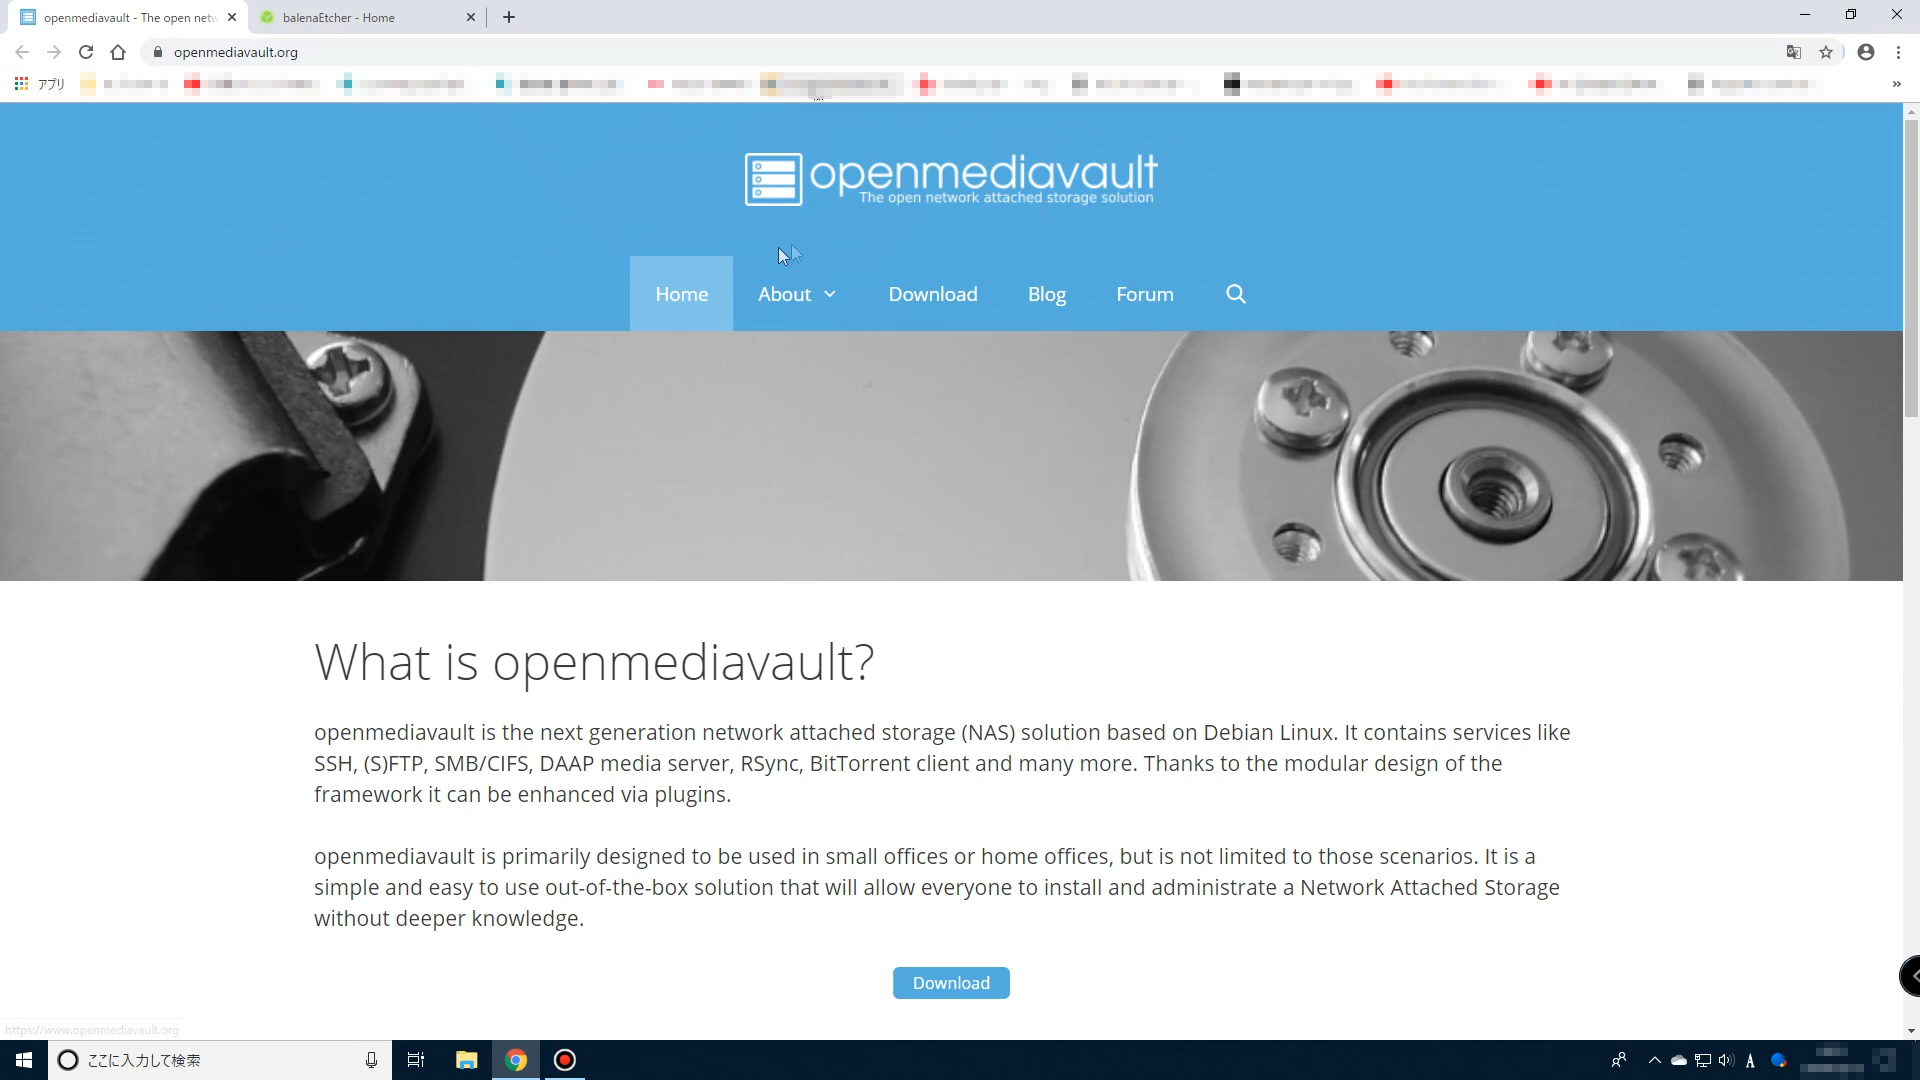 openmediavault - The open netw
balenaEtcher - Home
openmediavault.org
アプリ
openmediavault
The open network attached storage solution
Home
About
Download
Blog
Forum
What is openmediavault?
openmediavault is the next generation network attached storage (NAS) solution based on Debian Linux. It contains services like
SSH, (S)FTP, SMB/CIFS, DAAP media server, RSync, BitTorrent client and many more. Thanks to the modular design of the
framework it can be enhanced via plugins.
openmediavault is primarily designed to be used in small offices or home offices, but is not limited to those scenarios. It is a
simple and easy to use out-of-the-box solution that will allow everyone to install and administrate a Network Attached Storage
without deeper knowledge.
Download
https://www.openmediavault.org
ここに入力して検索
A